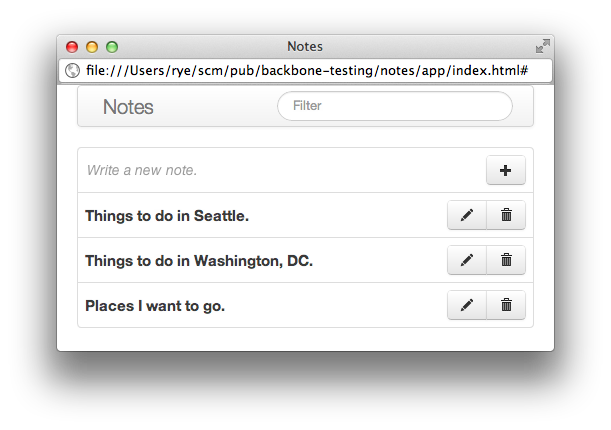 Notes
file:///Users/rye/scm/pub/backbone-testing/notes/app/index.html#
Notes
Filter
Write a new note.
Things to do in Seattle.
Things to do in Washington, DC.
Places I want to go.